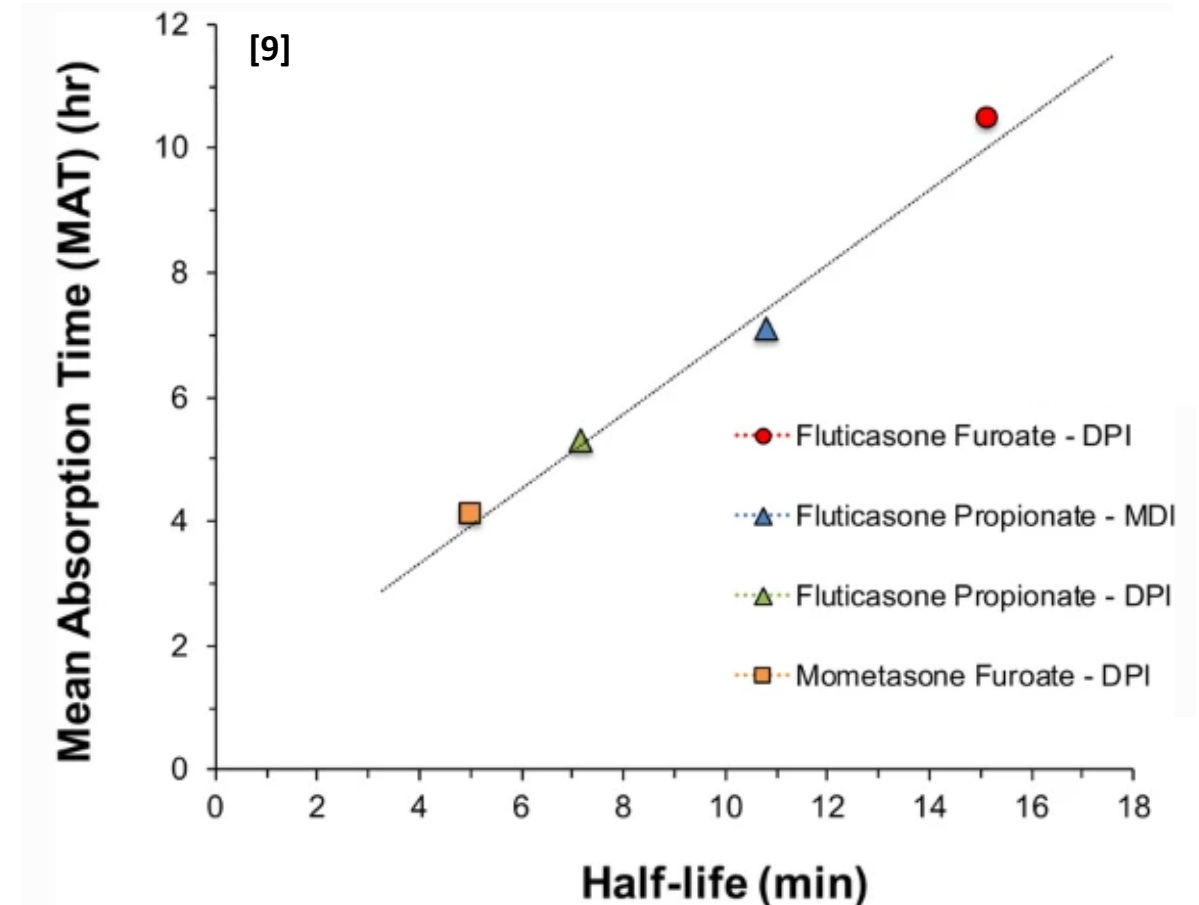 [9]
Mean Absorption Time (MAT) (hr)
12
10
8
6
4
2
0
0 2 4 6 8 10 12 14 16 18
Half-life (min)
Fluticasone Furoate - DPI
Fluticasone Propionate - MDI
Fluticasone Propionate - DPI
Mometasone Furoate - DPI